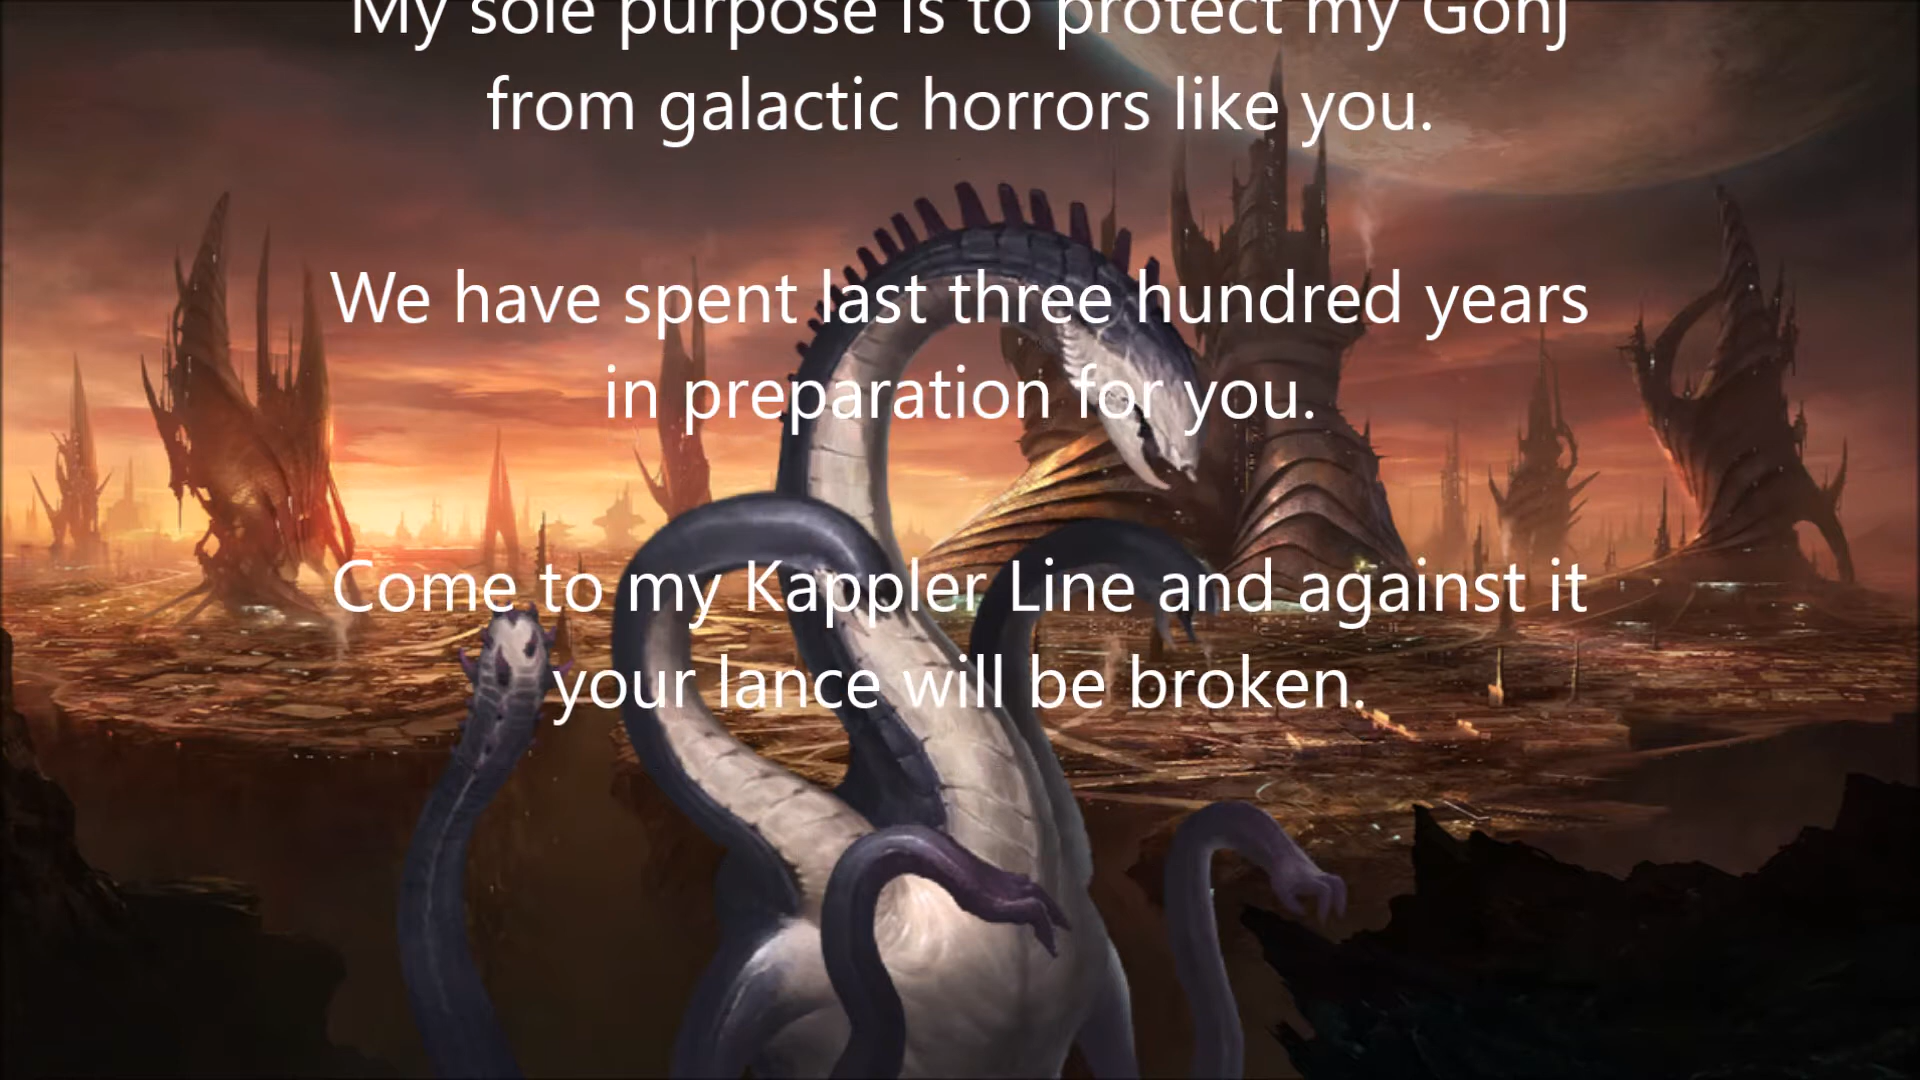 My sole purpose is to protect my Gonj
from galactic horrors like you.
We have spent last three hundred years
in preparation for you.
Come to my Kappler Line and against it
your lance will be broken.